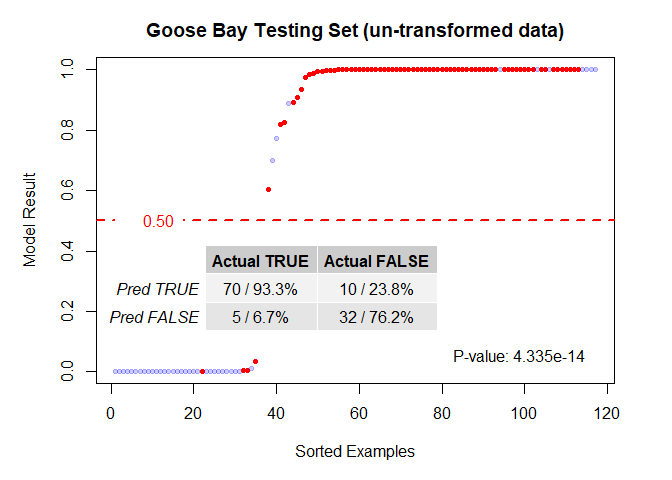 Goose Bay Testing Set (un-transformed data)
Model Result
1.0
0.8
0.6
0.4
0.2
0.0
0.50
Actual TRUE Actual FALSE
Pred TRUE 70 / 93.3% 10 / 23.8%
Pred FALSE 5 / 6.7% 32 / 76.2%
P-value: 4.335e-14
0 20 40 60 80 100 120
Sorted Examples